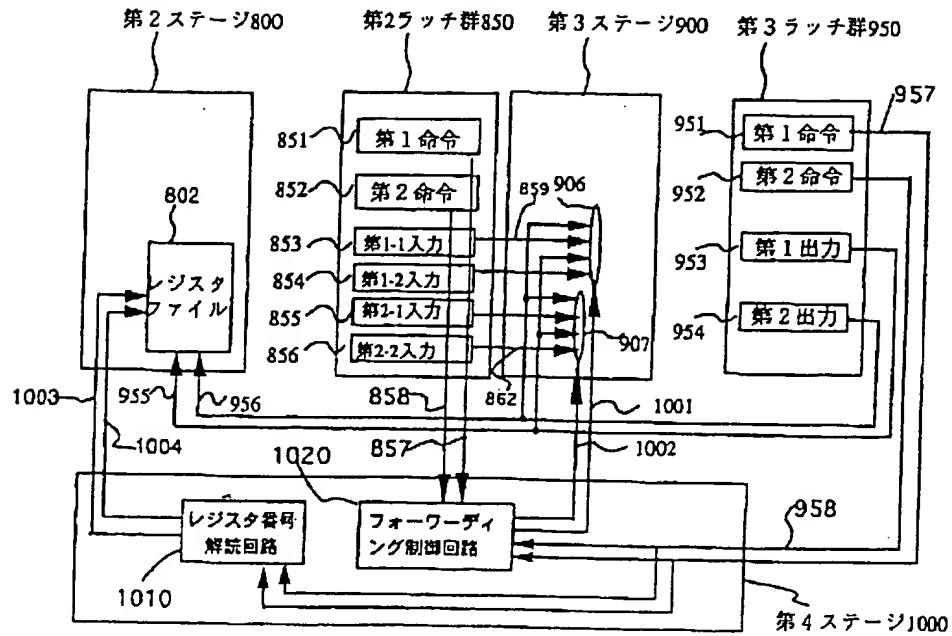 第2ステージ800
第2ラッチ群850
第3ステージ900
第3ラッチ群950
957
851
第1命令
951
第1命令
852
第2命令
952
第2命令
802
859
906
853
第1-1入力
953
第1出力
レジスタ
ファイル
854
第1-2入力
855
第2-1入力
954
第2出力
907
856
第2-2入力
1003
955
956
858
862
1001
1004
857
1002
1020
958
レジスタ番号
解読回路
フォーワーディ
ング制御回路
1010
第4ステージ1000